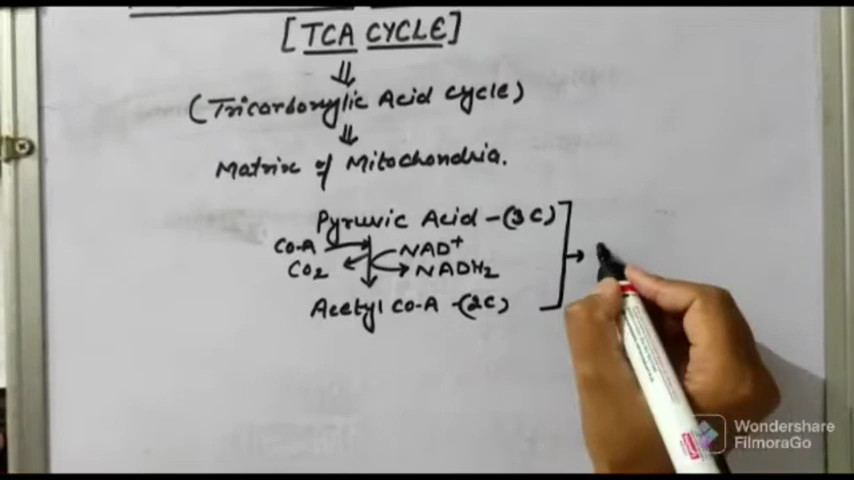 [TCA CYCLE]
(Tricarboxylic Acid cycle)
Matrix of Mitochondria.
Pyruvic Acid - (3C)
CO-A NAD+
CO2 NADH2
Acetyl CO-A - (2C)
Wondershare
FilmoraGo